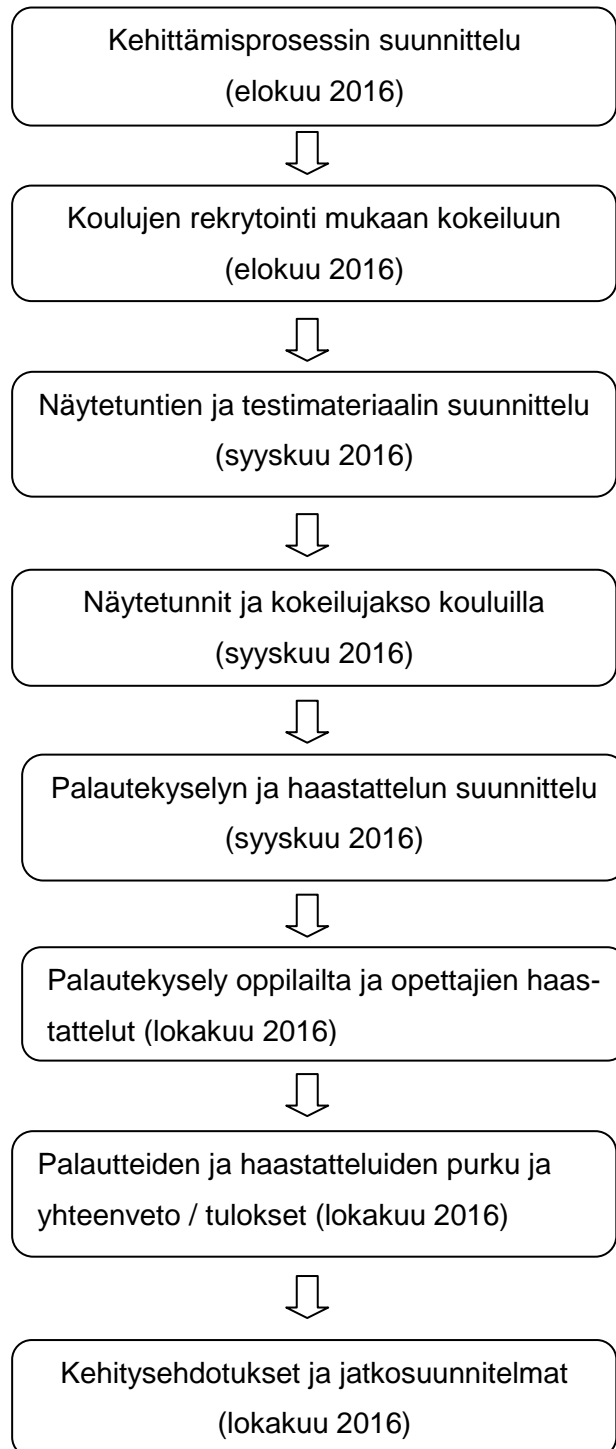 Kehittämisprosessin suunnittelu
(elokuu 2016)
Koulujen rekrytointi mukaan kokeiluun
(elokuu 2016)
Näytetuntien ja testimateriaalin suunnittelu
(syyskuu 2016)
Näytetunnit ja kokeilujakso kouluilla
(syyskuu 2016)
Palautekyselyn ja haastattelun suunnittelu
(syyskuu 2016)
Palautekysely oppilailta ja opettajien haas-
tattelut (lokakuu 2016)
Palautteiden ja haastatteluiden purku ja
yhteenveto / tulokset (lokakuu 2016)
Kehitysehdotukset ja jatkosuunnitelmat
(lokakuu 2016)